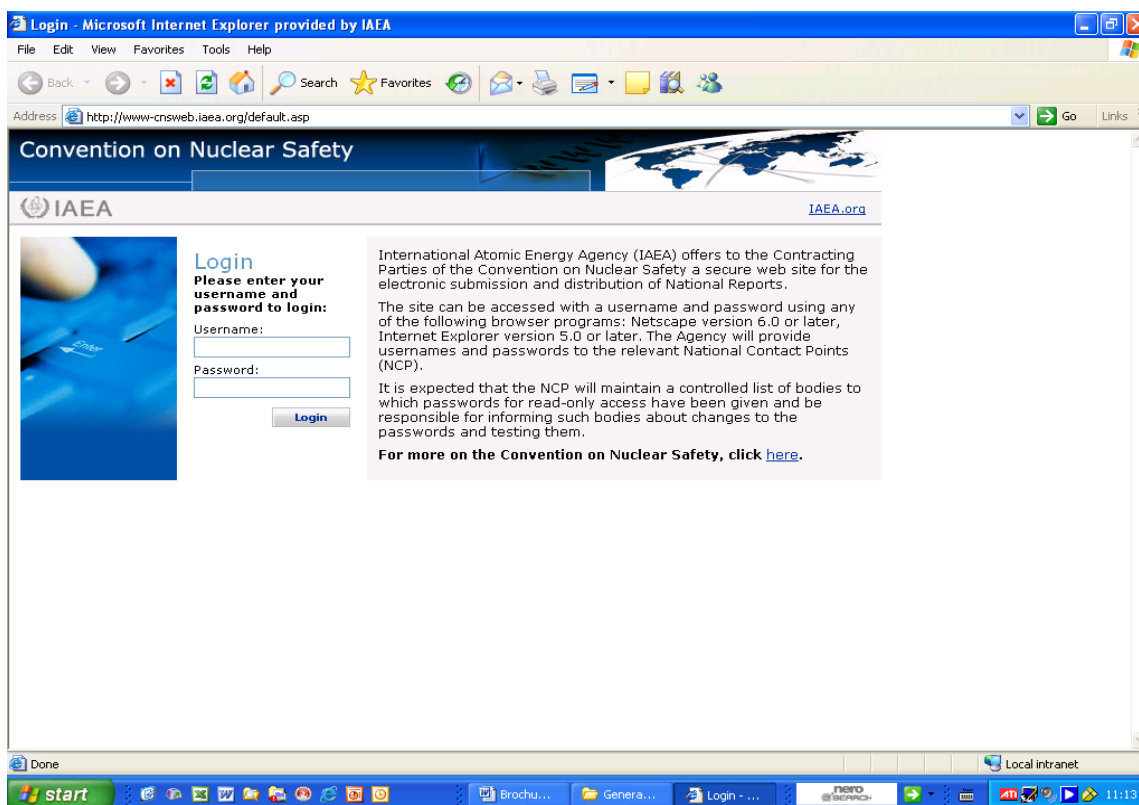 Login - Microsoft Internet Explorer provided by IAEA
File Edit View Favorites Tools Help
Back Search Favorites
Address http://www-cnsweb.iaea.org/default.asp Go Links
Convention on Nuclear Safety
IAEA IAEA.org
Enter
Login
Please enter your
username and
password to login:
Username:
Password:
Login
International Atomic Energy Agency (IAEA) offers to the Contracting
Parties of the Convention on Nuclear Safety a secure web site for the
electronic submission and distribution of National Reports.
The site can be accessed with a username and password using any
of the following browser programs: Netscape version 6.0 or later,
Internet Explorer version 5.0 or later. The Agency will provide
usernames and passwords to the relevant National Contact Points
(NCP).
It is expected that the NCP will maintain a controlled list of bodies to
which passwords for read-only access have been given and be
responsible for informing such bodies about changes to the
passwords and testing them.
For more on the Convention on Nuclear Safety, click here.
Done Local intranet
start Brochu... Genera... Login - ... nero @SEARCH ATI 11:13